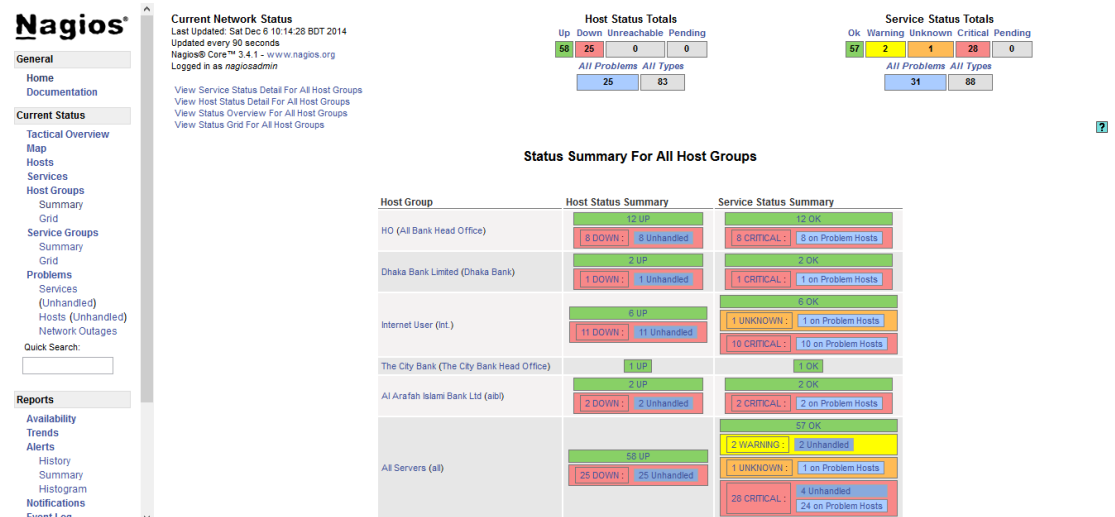 Nagios®
General
Home
Documentation
Current Status
Tactical Overview
Map
Hosts
Services
Host Groups
Summary
Grid
Service Groups
Summary
Grid
Problems
Services
(Unhandled)
Hosts (Unhandled)
Network Outages
Quick Search:
Reports
Availability
Trends
Alerts
History
Summary
Histogram
Notifications
Event Log
Current Network Status
Last Updated: Sat Dec 6 10:14:28 BDT 2014
Updated every 90 seconds
Nagios® Core™ 3.4.1 - www.nagios.org
Logged in as nagiosadmin
View Service Status Detail For All Host Groups
View Host Status Detail For All Host Groups
View Status Overview For All Host Groups
View Status Grid For All Host Groups
Host Status Totals
Up Down Unreachable Pending
58 25 0 0
All Problems All Types
25 83
Service Status Totals
Ok Warning Unknown Critical Pending
57 2 1 28 0
All Problems All Types
31 88
?
Status Summary For All Host Groups
Host Group Host Status Summary Service Status Summary
HO (All Bank Head Office)
12 UP
8 DOWN : 8 Unhandled
12 OK
8 CRITICAL : 8 on Problem Hosts
Dhaka Bank Limited (Dhaka Bank)
2 UP
1 DOWN : 1 Unhandled
2 OK
1 CRITICAL : 1 on Problem Hosts
Internet User (Int.)
6 UP
11 DOWN : 11 Unhandled
6 OK
1 UNKNOWN : 1 on Problem Hosts
10 CRITICAL : 10 on Problem Hosts
The City Bank (The City Bank Head Office)
1 UP
1 OK
Al Arafah Islami Bank Ltd (aibl)
2 UP
2 DOWN : 2 Unhandled
2 OK
2 CRITICAL : 2 on Problem Hosts
All Servers (all)
58 UP
25 DOWN : 25 Unhandled
57 OK
2 WARNING : 2 Unhandled
1 UNKNOWN : 1 on Problem Hosts
28 CRITICAL : 4 Unhandled
24 on Problem Hosts